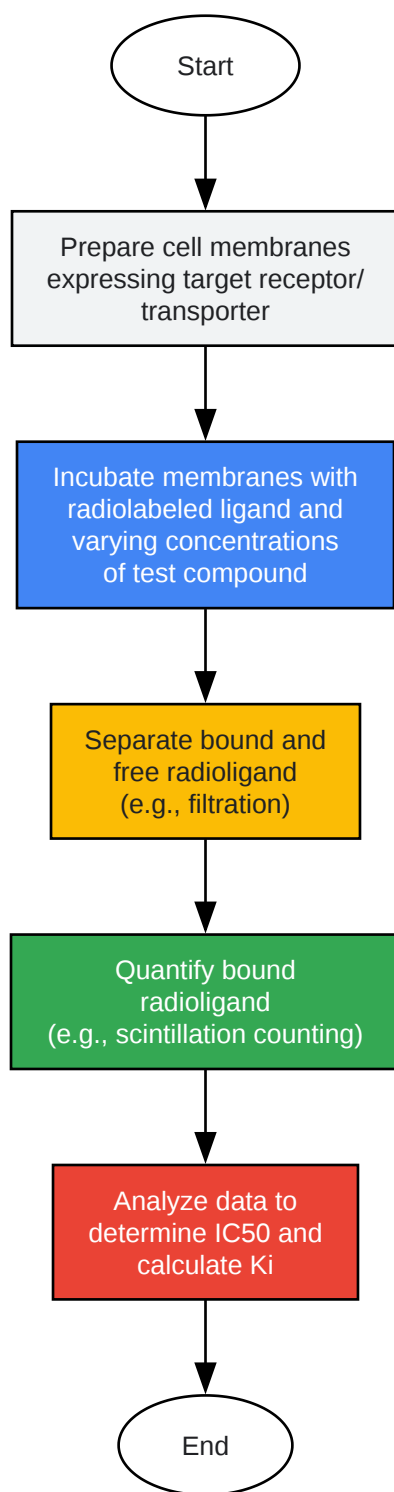 Start
Prepare cell membranes
expressing target receptor/
transporter
Incubate membranes with
radiolabeled ligand and
varying concentrations
of test compound
Separate bound and
free radioligand
(e.g., filtration)
Quantify bound
radioligand
(e.g., scintillation counting)
Analyze data to
determine IC50 and
calculate Ki
End